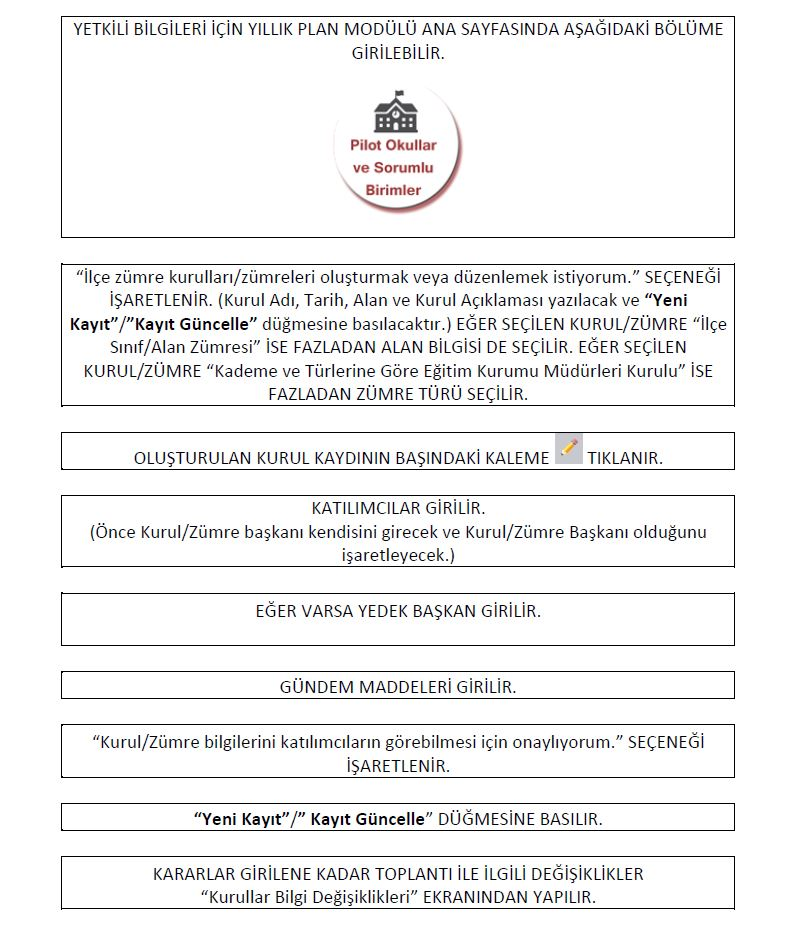 YETKİLİ BİLGİLERİ İÇİN YILLIK PLAN MODÜLÜ ANA SAYFASINDA AŞAĞIDAKİ BÖLÜME
GİRİLEBİLİR.
Pilot Okullar
ve Sorumlu
Birimler
“İlçe zümre kurulları/zümreleri oluşturmak veya düzenlemek istiyorum.” SEÇENEĞİ
İŞARETLENİR. (Kurul Adı, Tarih, Alan ve Kurul Açıklaması yazılacak ve “Yeni
Kayıt”/”Kayıt Güncelle” düğmesine basılacaktır.) EĞER SEÇİLEN KURUL/ZÜMRE “İlçe
Sınıf/Alan Zümresi” İSE FAZLADAN ALAN BİLGİSİ DE SEÇİLİR. EĞER SEÇİLEN
KURUL/ZÜMRE “Kademe ve Türlerine Göre Eğitim Kurumu Müdürleri Kurulu” İSE
FAZLADAN ZÜMRE TÜRÜ SEÇİLİR.
OLUŞTURULAN KURUL KAYDININ BAŞINDAKİ KALEME TIKLANIR.
KATILIMCILAR GİRİLİR.
(Önce Kurul/Zümre başkanı kendisini girecek ve Kurul/Zümre Başkanı olduğunu
işaretleyecek.)
EĞER VARSA YEDEK BAŞKAN GİRİLİR.
GÜNDEM MADDELERİ GİRİLİR.
“Kurul/Zümre bilgilerini katılımcıların görebilmesi için onaylıyorum.” SEÇENEĞİ
İŞARETLENİR.
“Yeni Kayıt”/” Kayıt Güncelle” DÜĞMESİNE BASILIR.
KARARLAR GİRİLENE KADAR TOPLANTI İLE İLGİLİ DEĞİŞİKLİKLER
“Kurullar Bilgi Değişiklikleri” EKRANINDAN YAPILIR.